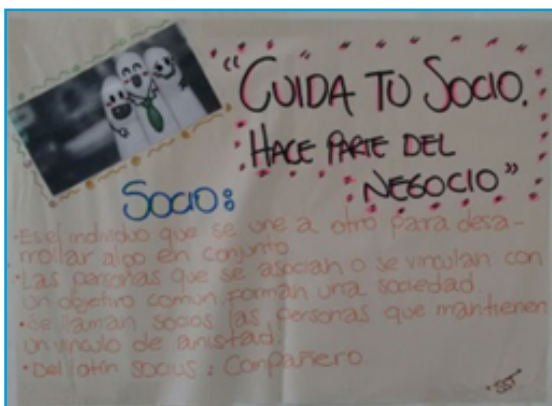 "CUIDA TU SOCIO.
HACE PARTE DEL
NEGOCIO"
SOCIO:
• Es el individuo que se une a otro para desa-
rrollar algo en conjunto
• Las personas que se asocian o se vinculan con
un objetivo común, forman una sociedad.
• Se llaman socios las personas que mantienen
un vínculo de amistad.
• Del latín socius: Compañero.
• SST